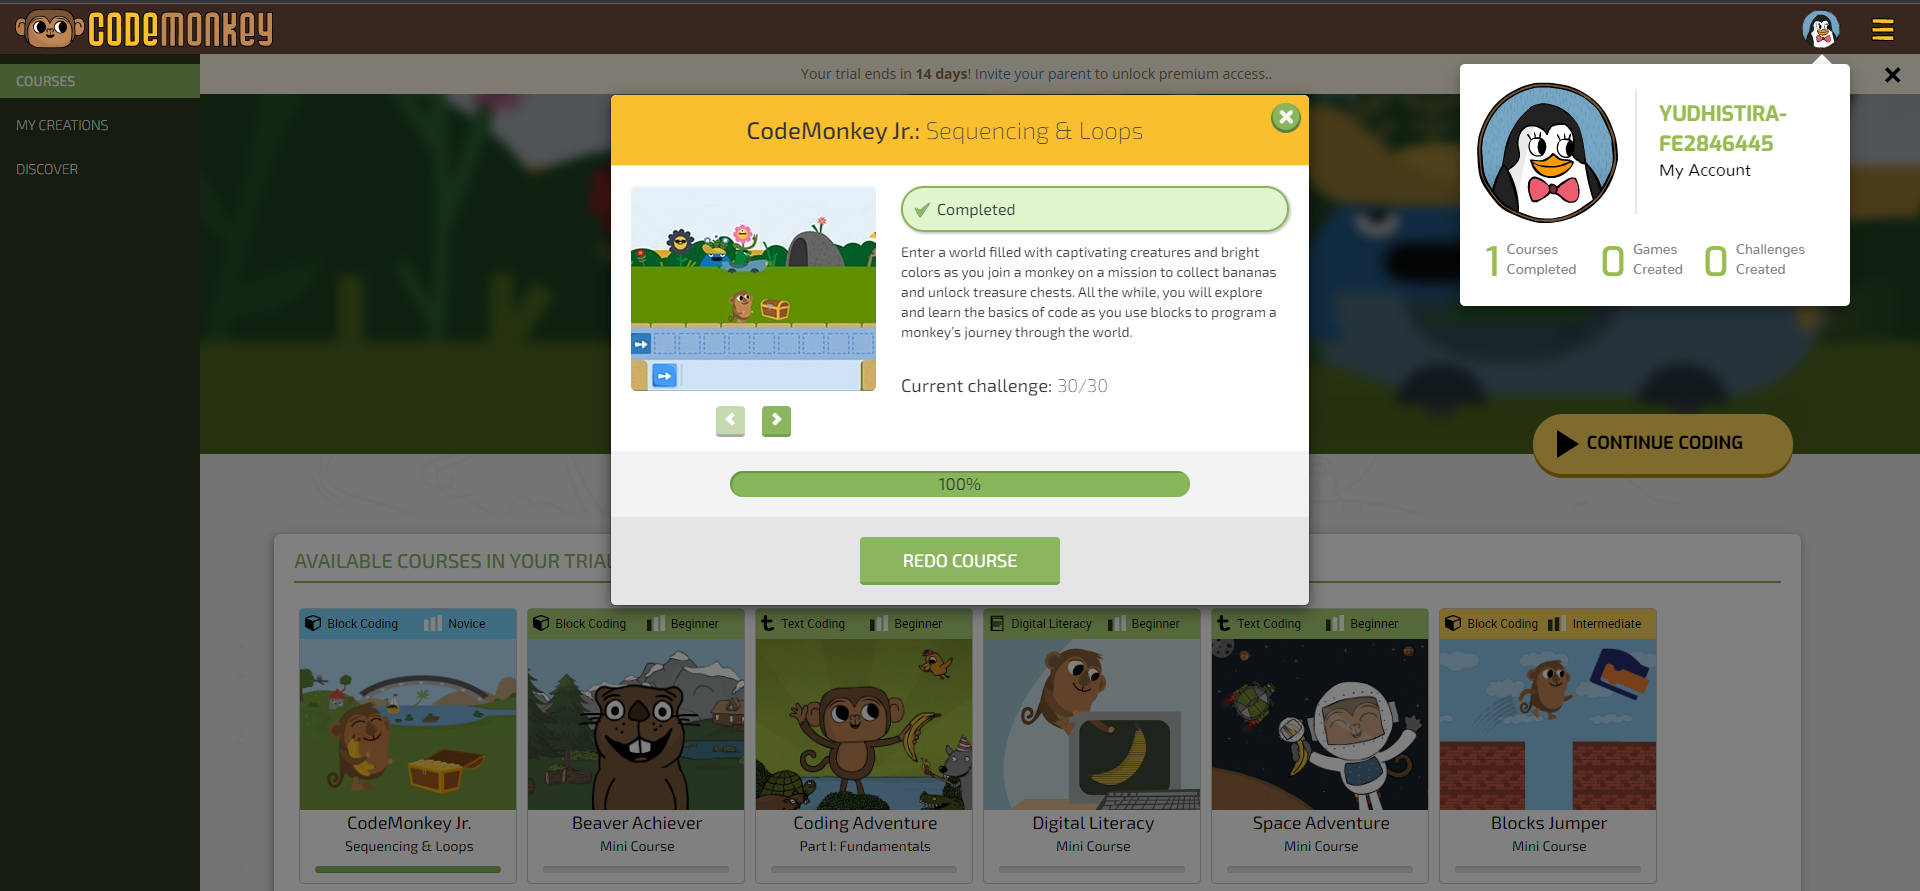 CODEMONKEY
COURSES
MY CREATIONS
DISCOVER
Your trial ends in 14 days! Invite your parent to unlock premium access..
YUDHISTIRA-
FE2846445
My Account
1 Courses Completed
0 Games Created
0 Challenges Created
CodeMonkey Jr.: Sequencing & Loops
Completed
Enter a world filled with captivating creatures and bright
colors as you join a monkey on a mission to collect bananas
and unlock treasure chests. All the while, you will explore
and learn the basics of code as you use blocks to program a
monkey's journey through the world.
Current challenge: 30/30
100%
REDO COURSE
CONTINUE CODING
AVAILABLE COURSES IN YOUR TRIAL
Block Coding Novice
CodeMonkey Jr.
Sequencing & Loops
Block Coding Beginner
Beaver Achiever
Mini Course
Text Coding Beginner
Coding Adventure
Part I: Fundamentals
Digital Literacy Beginner
Digital Literacy
Mini Course
Text Coding Beginner
Space Adventure
Mini Course
Block Coding Intermediate
Blocks Jumper
Mini Course